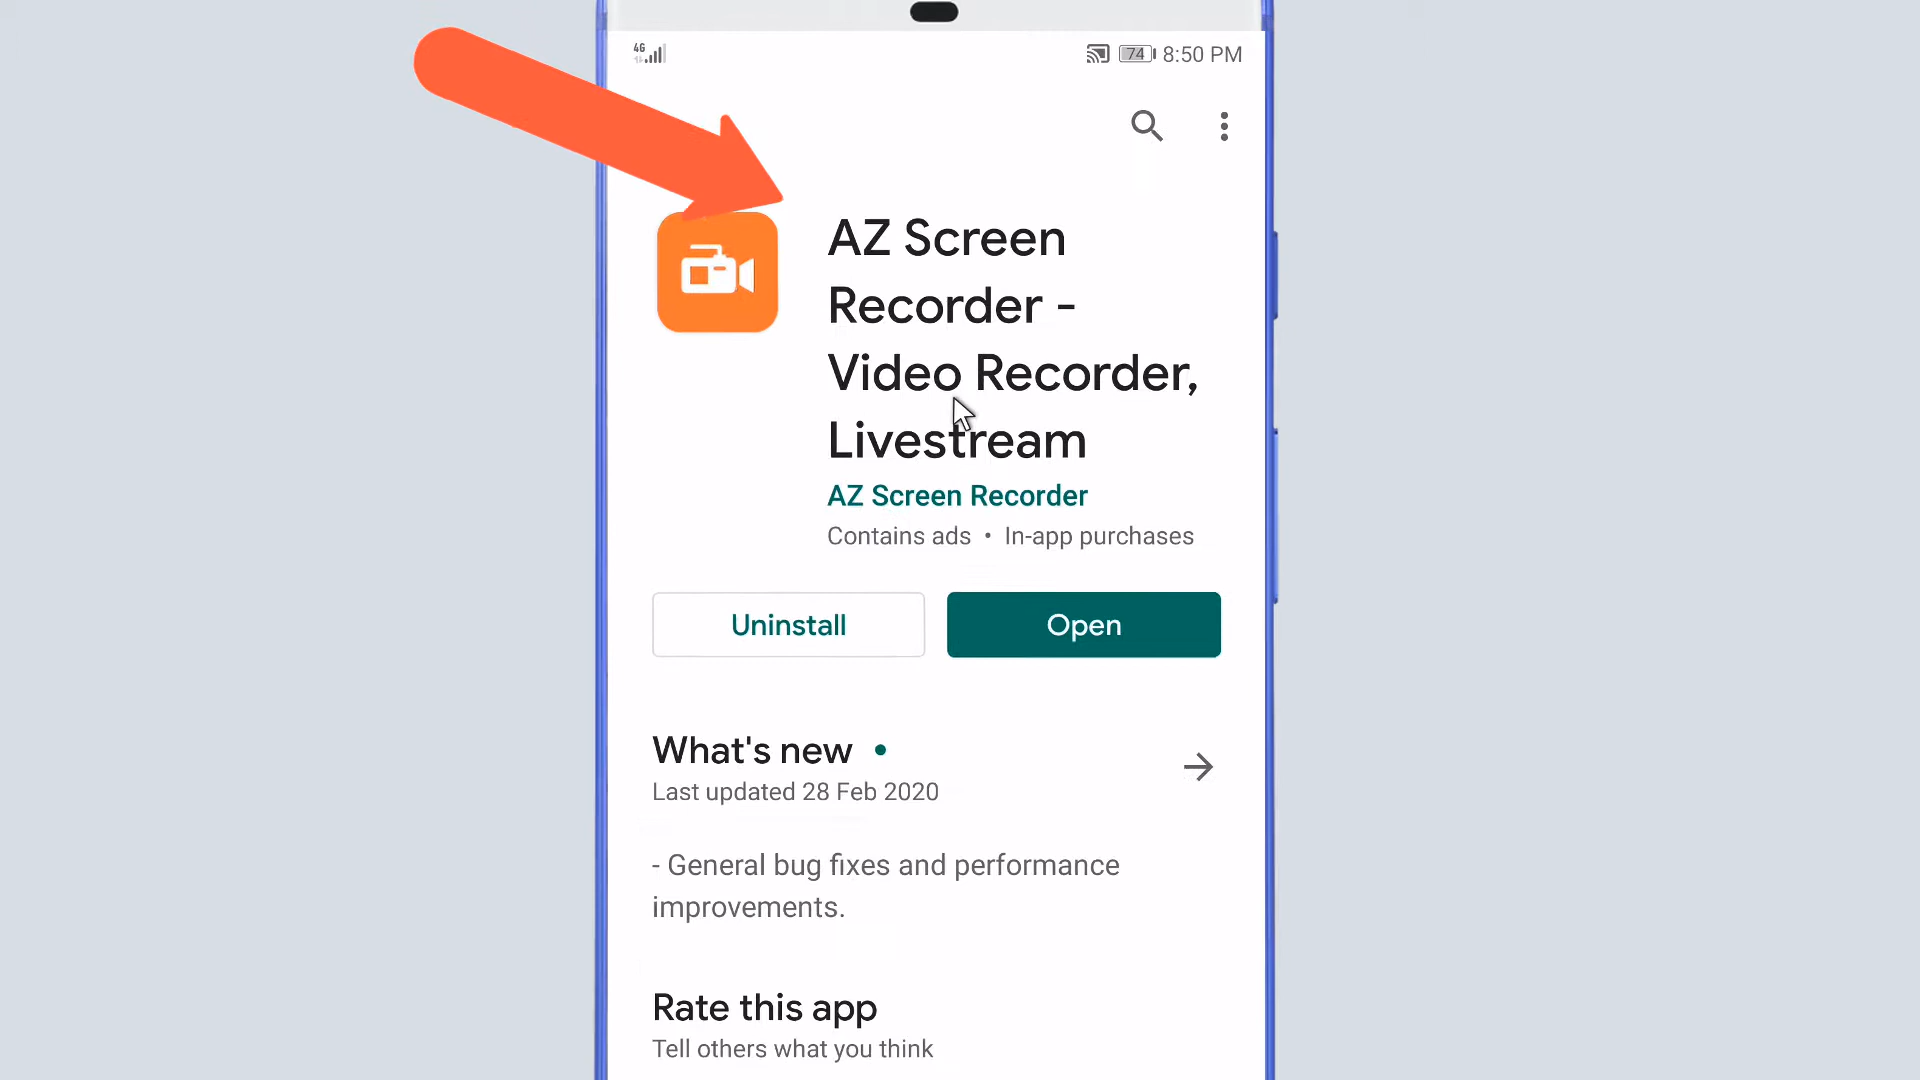 4G
74
8:50 PM
AZ Screen
Recorder -
Video Recorder,
Livestream
AZ Screen Recorder
Contains ads • In-app purchases
Uninstall
Open
What's new •
Last updated 28 Feb 2020
- General bug fixes and performance
improvements.
Rate this app
Tell others what you think